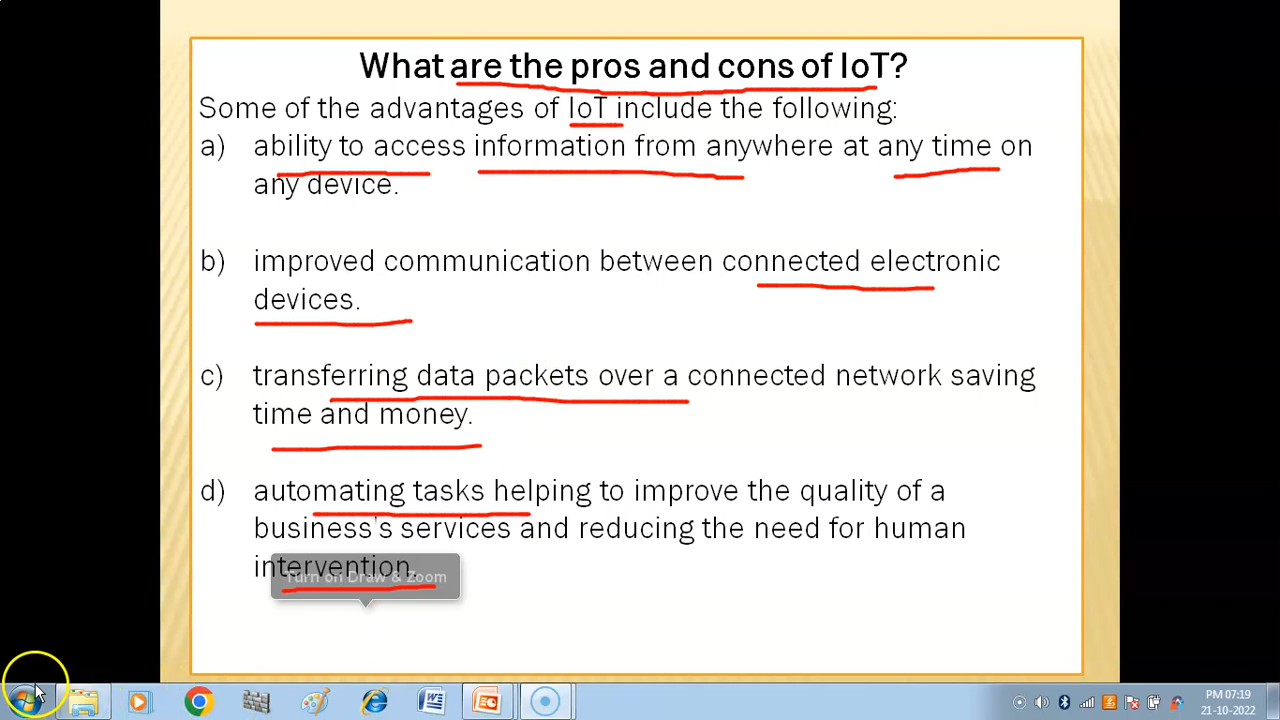 What are the pros and cons of IoT?
Some of the advantages of IoT include the following:
a) ability to access information from anywhere at any time on
any device.
b) improved communication between connected electronic
devices.
c) transferring data packets over a connected network saving
time and money.
d) automating tasks helping to improve the quality of a
business's services and reducing the need for human
intervention.
Turn on Draw & Zoom
PM 07:19
21-10-2022